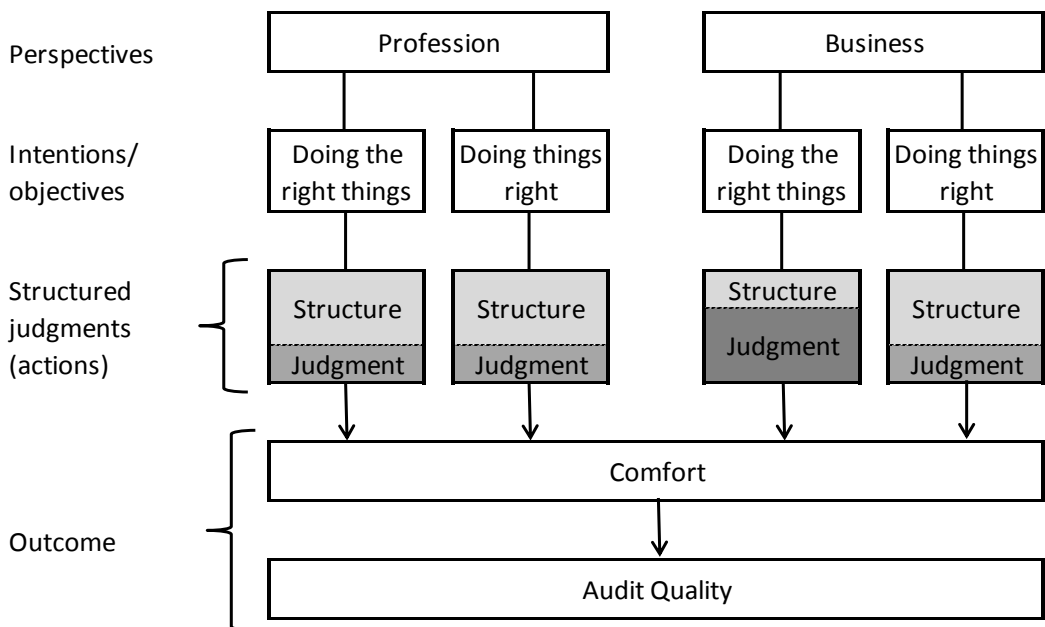 Perspectives
Profession
Business
Intentions/
objectives
Doing the
right things
Doing things
right
Doing the
right things
Doing things
right
Structured
judgments
(actions)
Structure
Judgment
Structure
Judgment
Structure
Judgment
Structure
Judgment
Outcome
Comfort
Audit Quality